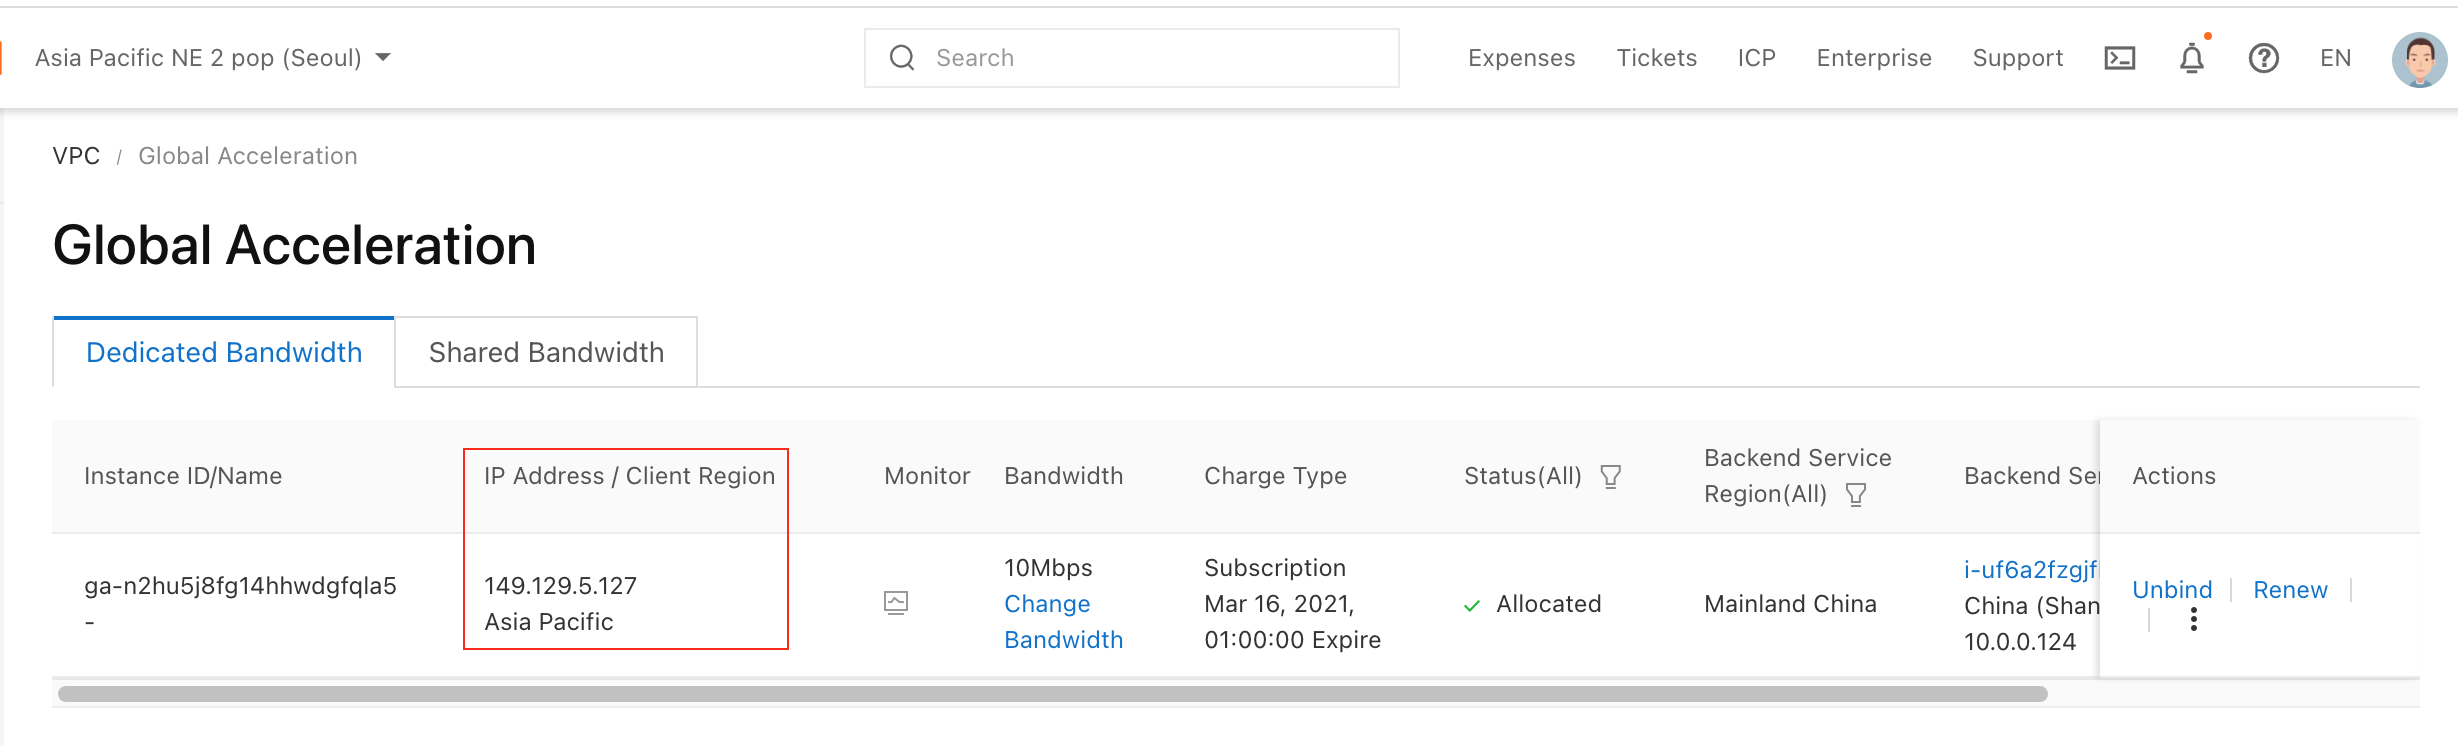 Asia Pacific NE 2 pop (Seoul)
Search
Expenses
Tickets
ICP
Enterprise
Support
EN
VPC / Global Acceleration
Global Acceleration
Dedicated Bandwidth
Shared Bandwidth
Instance ID/Name
IP Address / Client Region
Monitor
Bandwidth
Charge Type
Status(All)
Backend Service
Region(All)
Backend Ser
Actions
ga-n2hu5j8fg14hhwdgfqla5
-
149.129.5.127
Asia Pacific
10Mbps
Change
Bandwidth
Subscription
Mar 16, 2021,
01:00:00 Expire
Allocated
Mainland China
i-uf6a2fzgjf
China (Shan
10.0.0.124
Unbind
Renew